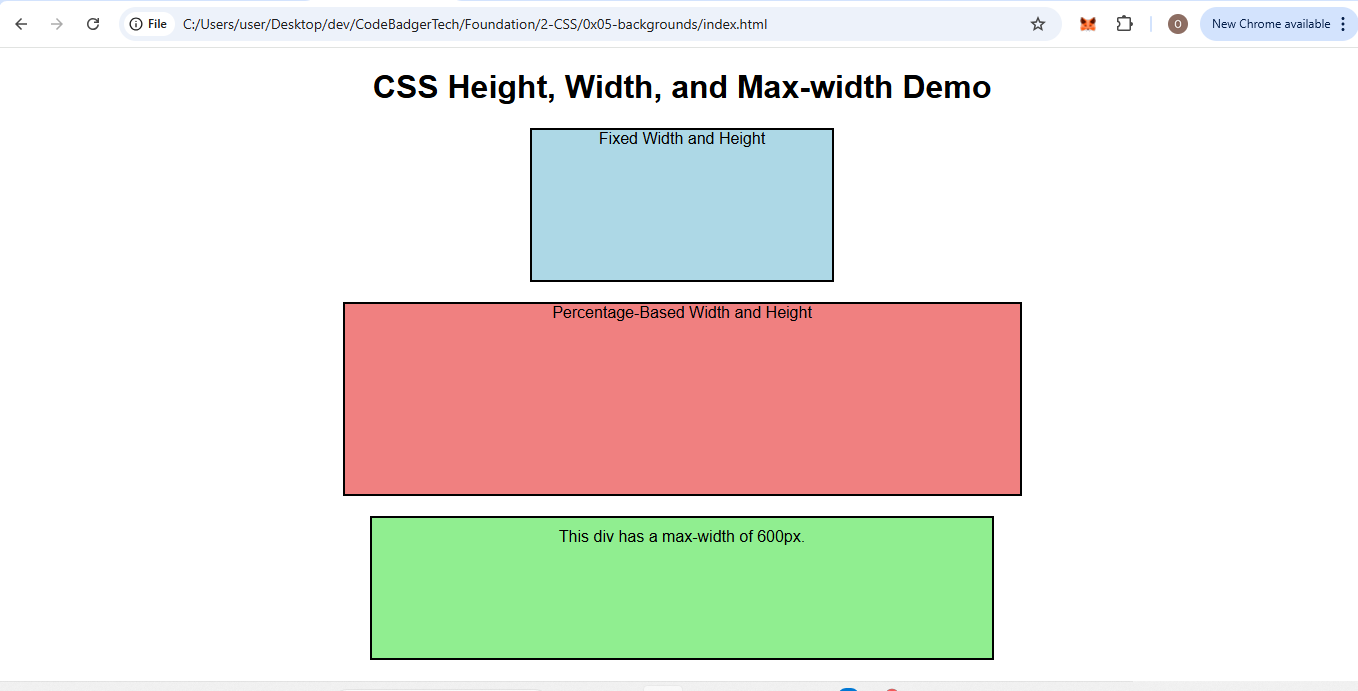 File
C:/Users/user/Desktop/dev/CodeBadgerTech/Foundation/2-CSS/0x05-backgrounds/index.html
O
New Chrome available
CSS Height, Width, and Max-width Demo
Fixed Width and Height
Percentage-Based Width and Height
This div has a max-width of 600px.